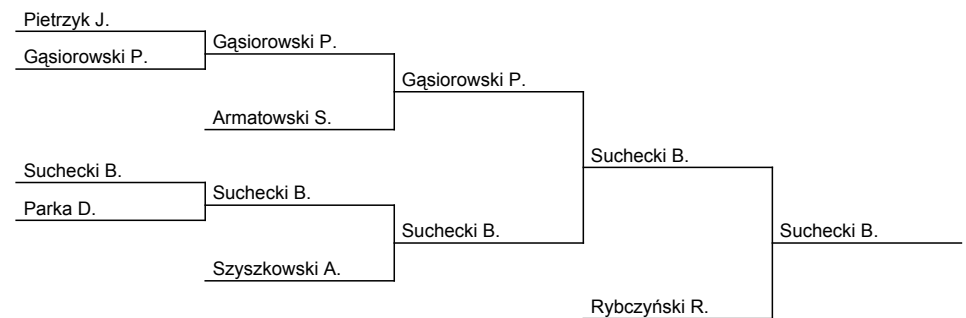 Pietrzyk J.
Gąsiorowski P.
Gąsiorowski P.
Gąsiorowski P.
Armatowski S.
Suchecki B.
Suchecki B.
Suchecki B.
Parka D.
Suchecki B.
Suchecki B.
Szyszkowski A.
Rybczyński R.